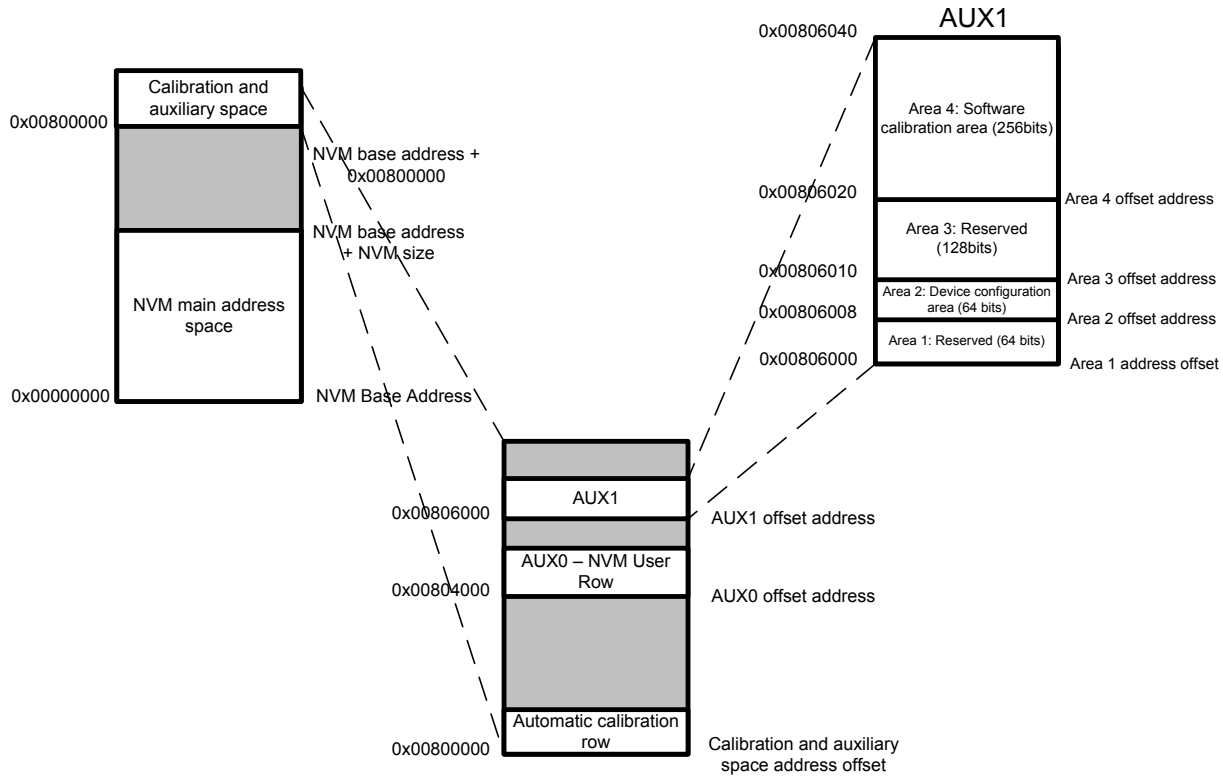 AUX1
0x00806040
Calibration and
auxiliary space
0x00800000
NVM base address +
0x00800000
NVM base address
+ NVM size
NVM main address
space
0x00000000
NVM Base Address
Area 4: Software
calibration area (256bits)
0x00806020
Area 4 offset address
Area 3: Reserved
(128bits)
0x00806010
Area 3 offset address
Area 2: Device configuration
area (64 bits)
0x00806008
Area 2 offset address
Area 1: Reserved (64 bits)
0x00806000
Area 1 address offset
AUX1
0x00806000
AUX1 offset address
AUX0 – NVM User
Row
0x00804000
AUX0 offset address
Automatic calibration
row
0x00800000
Calibration and auxiliary
space address offset